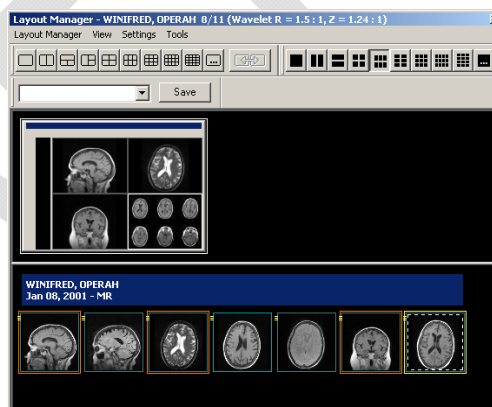 Layout Manager - WINIFRED, OPERAH 8/11 (Wavelet R = 1.5 : 1, Z = 1.24 : 1)
Layout Manager View Settings Tools
...
...
Save
WINIFRED, OPERAH
Jan 08, 2001 - MR